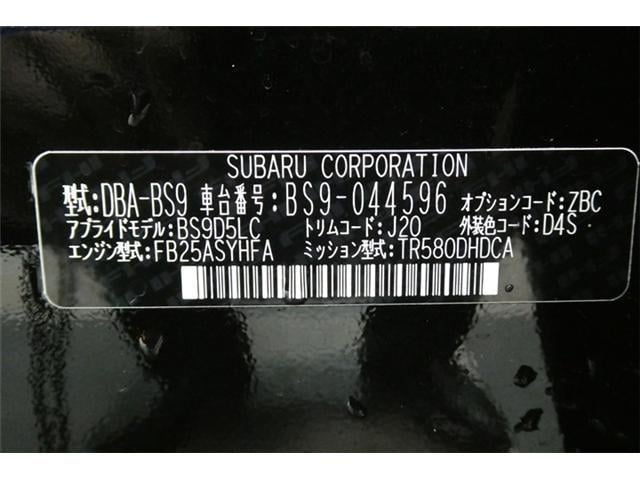 SUBARU CORPORATION
型式:DBA-BS9 車台番号:BS9-044596 オプションコード:ZBC
アプライドモデル:BS9D5LC トリムコード:J20 外装色コード:D4S
エンジン型式:FB25ASYHFA ミッション型式:TR580DHDCA